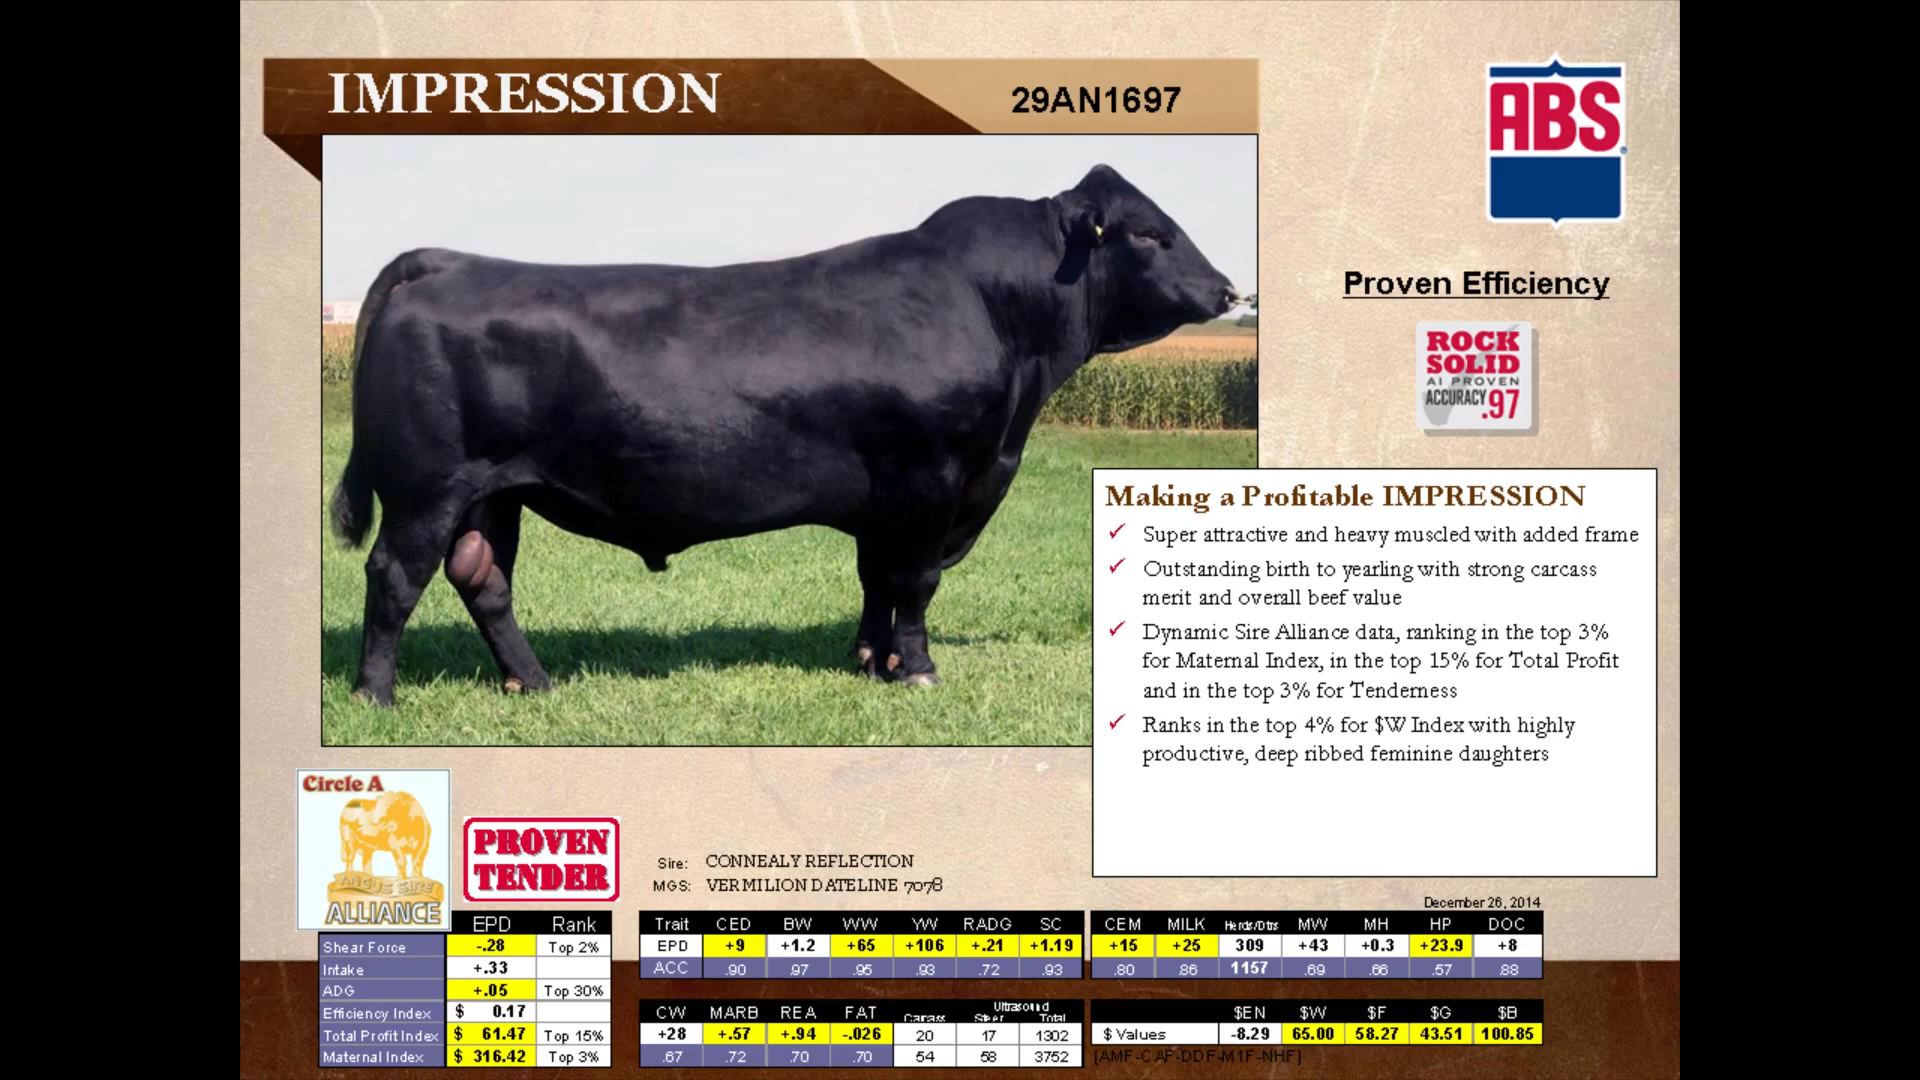 IMPRESSION
29AN1697
ABS
Proven Efficiency
ROCK
SOLID
AI PROVEN
ACCURACY .97
Making a Profitable IMPRESSION
Super attractive and heavy muscled with added frame
Outstanding birth to yearling with strong carcass
merit and overall beef value
Dynamic Sire Alliance data, ranking in the top 3%
for Maternal Index, in the top 15% for Total Profit
and in the top 3% for Tenderness
Ranks in the top 4% for $W Index with highly
productive, deep ribbed feminine daughters
Circle A
ANGUS SIRE
ALLIANCE
PROVEN
TENDER
Sire: CONNEALY REFLECTION
MGS: VERMILION DATELINE 7078
December 26, 2014
EPD Rank
Shear Force -.28 Top 2%
Intake +.33
ADG +.05 Top 30%
Efficiency Index $ 0.17
Total Profit Index $ 61.47 Top 15%
Maternal Index $ 316.42 Top 3%
Trait CED BW WW YW RADG SC
EPD +9 +1.2 +65 +106 +.21 +1.19
ACC .90 .97 .95 .93 .72 .93
CEM MILK Herds/Dtrs MW MH HP DOC
+15 +25 309 +43 +0.3 +23.9 +8
.80 .86 1157 .69 .66 .57 .88
Ultrasound
CW MARB REA FAT Carcass Steer Total
+28 +.57 +.94 -.026 20 17 1302
.67 .72 .70 .70 54 58 3752
$EN $W $F $G $B
$ Values -8.29 65.00 58.27 43.51 100.85
[AMF-CAF-DDF-M1F-NHF]